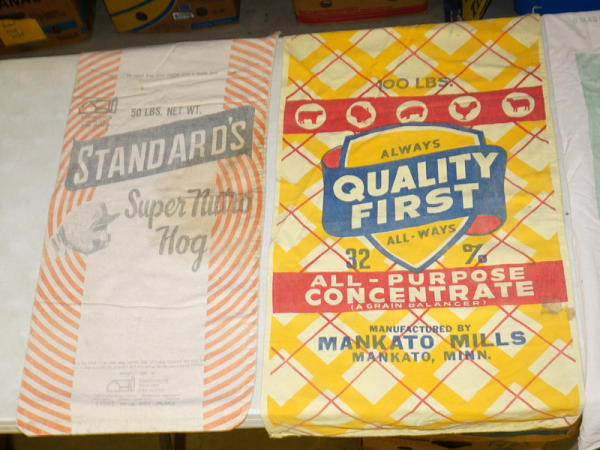 50 LBS. NET WT.
STANDARD'S
Super Nutro
Hog
100 LBS.
ALWAYS
QUALITY
FIRST
ALL-WAYS
32 %
ALL-PURPOSE
CONCENTRATE
(A GRAIN BALANCER)
MANUFACTURED BY
MANKATO MILLS
MANKATO, MINN.